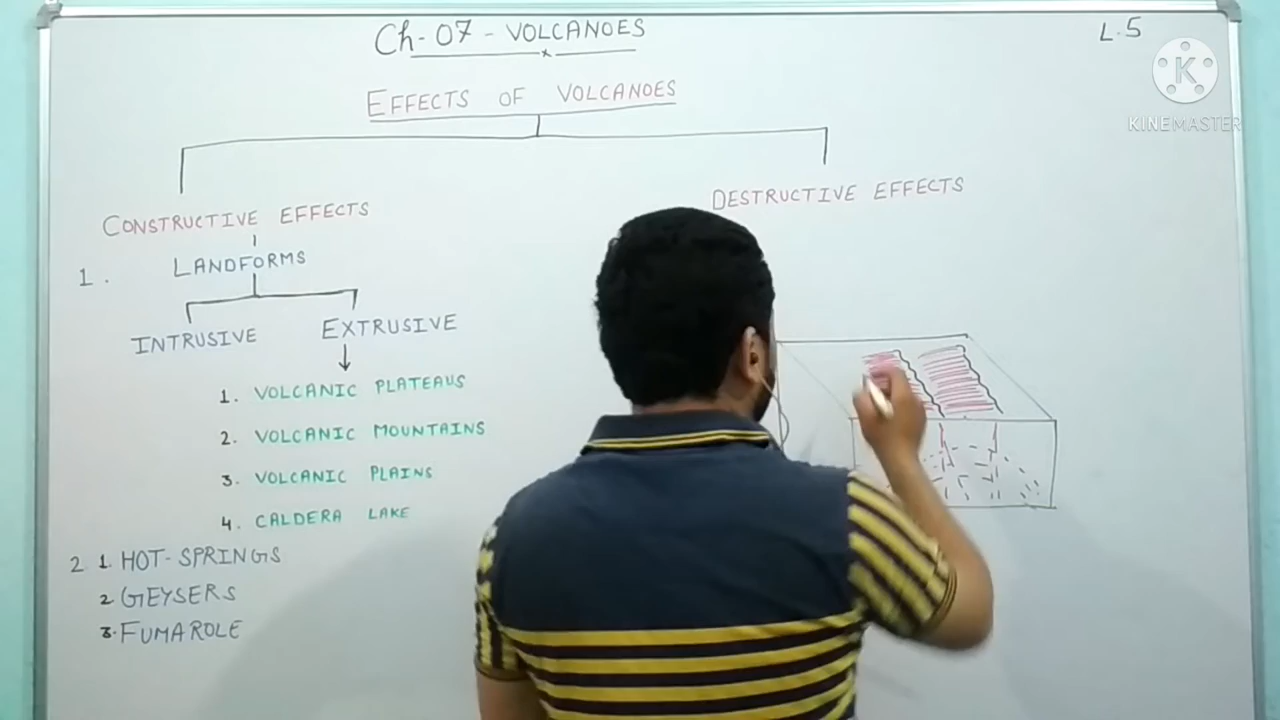 Ch-07 - VOLCANOES
L.5
K
KINEMASTER
EFFECTS OF VOLCANOES
CONSTRUCTIVE EFFECTS
DESTRUCTIVE EFFECTS
1. LANDFORMS
INTRUSIVE
EXTRUSIVE
1. VOLCANIC PLATEAUS
2. VOLCANIC MOUNTAINS
3. VOLCANIC PLAINS
4. CALDERA LAKE
2 1. HOT-SPRINGS
2 GEYSERS
3. FUMAROLE